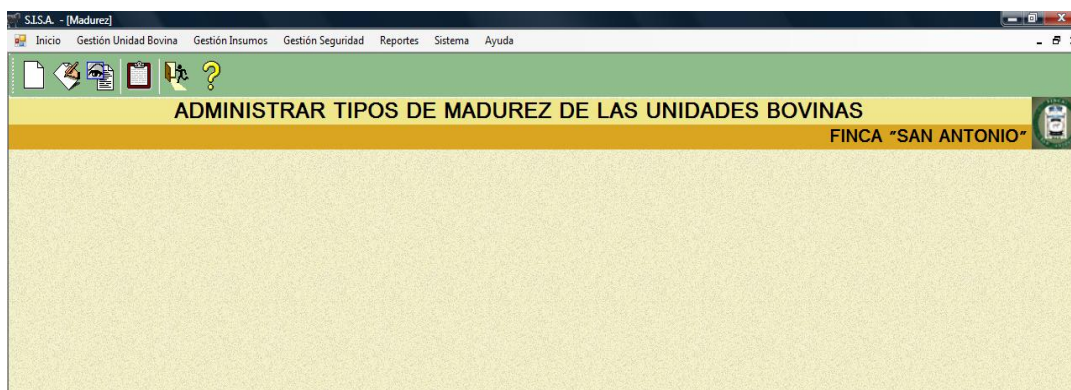 S.I.S.A. - [Madurez]
Inicio Gestión Unidad Bovina Gestión Insumos Gestión Seguridad Reportes Sistema Ayuda
ADMINISTRAR TIPOS DE MADUREZ DE LAS UNIDADES BOVINAS
FINCA "SAN ANTONIO"